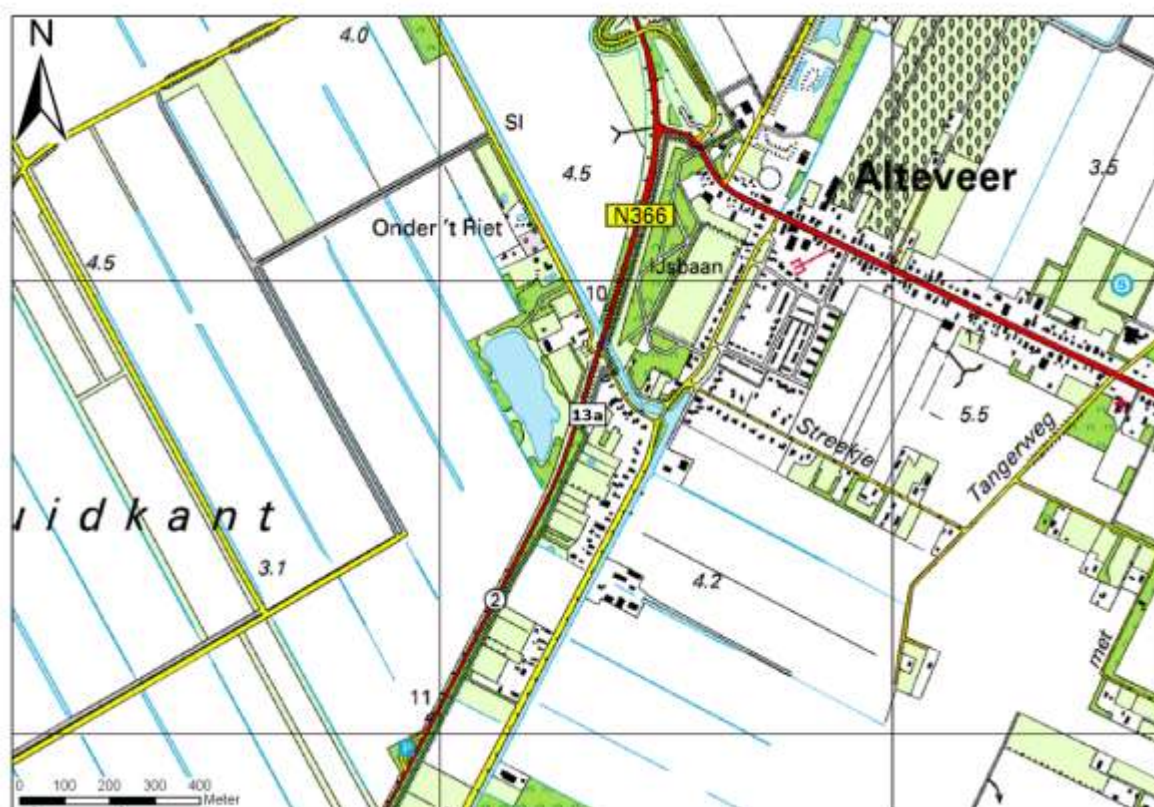 N
4.0
SI
4.5
Alteveer
3.5
N366
Onder 't Riet
4.5
IJsbaan
10
S
13a
5.5
Streekje
Tangerweg
uidkant
3.1
4.2
2
met
11
0 100 200 300 400
Meter